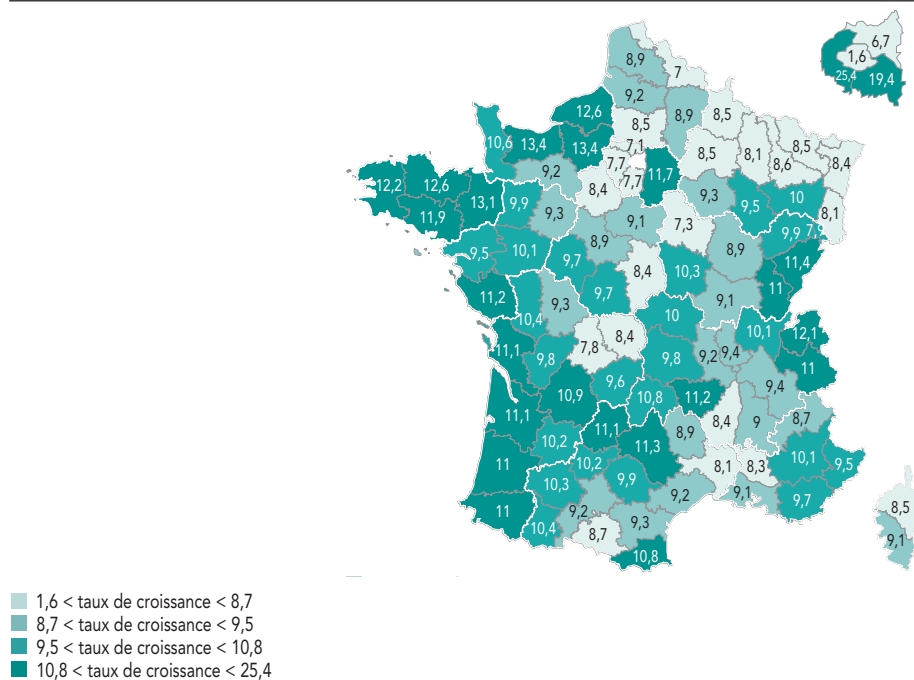 6,7
1,6
25,4 19,4
8,9 7
9,2 8,9 8,5
12,6 8,5
10,6 13,4 13,4 7,1 8,5 8,1 8,6 8,5 8,4
9,2 7,7 7,7 11,7
12,2 12,6 13,1 9,9 9,3 8,4 9,3 9,5 10 8,1
11,9 9,1 7,3 9,9 7,9
9,5 10,1 8,9 8,9 11,4
9,7 8,4 10,3 11
11,2 10,4 9,3 9,7 9,1
10 10,1 12,1
11,1 9,8 7,8 8,4 9,8 9,2 9,4 11
10,9 9,6 10,8 11,2 9,4
11,1 11,1 8,4 9 8,7
10,2 11,3 8,9
11 10,2 9,9 8,1 8,3 10,1 9,5
10,3 9,2 9,1 9,7 8,5
11 10,4 9,2 8,7 9,3 9,1
10,8
1,6 < taux de croissance < 8,7
8,7 < taux de croissance < 9,5
9,5 < taux de croissance < 10,8
10,8 < taux de croissance < 25,4